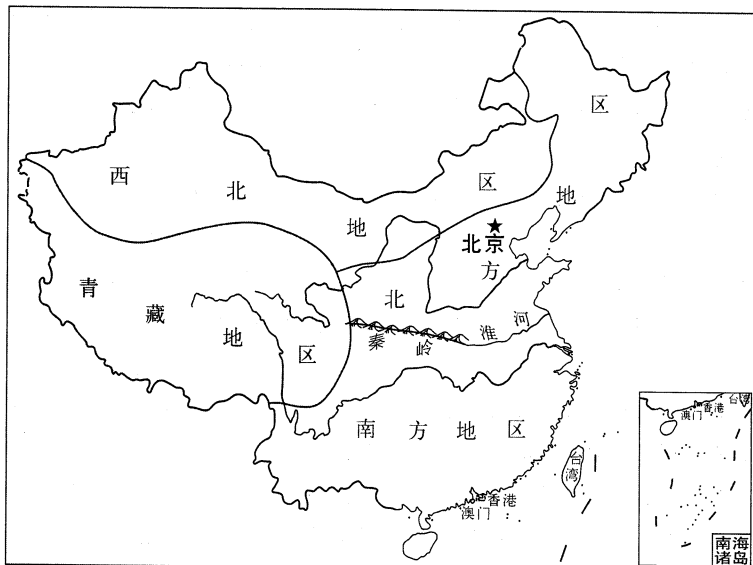 西北地区
北方地区
★
北京
青藏地区
秦岭
淮河
南方地区
台湾
香港
澳门
台湾
香港
澳门
南海
诸岛